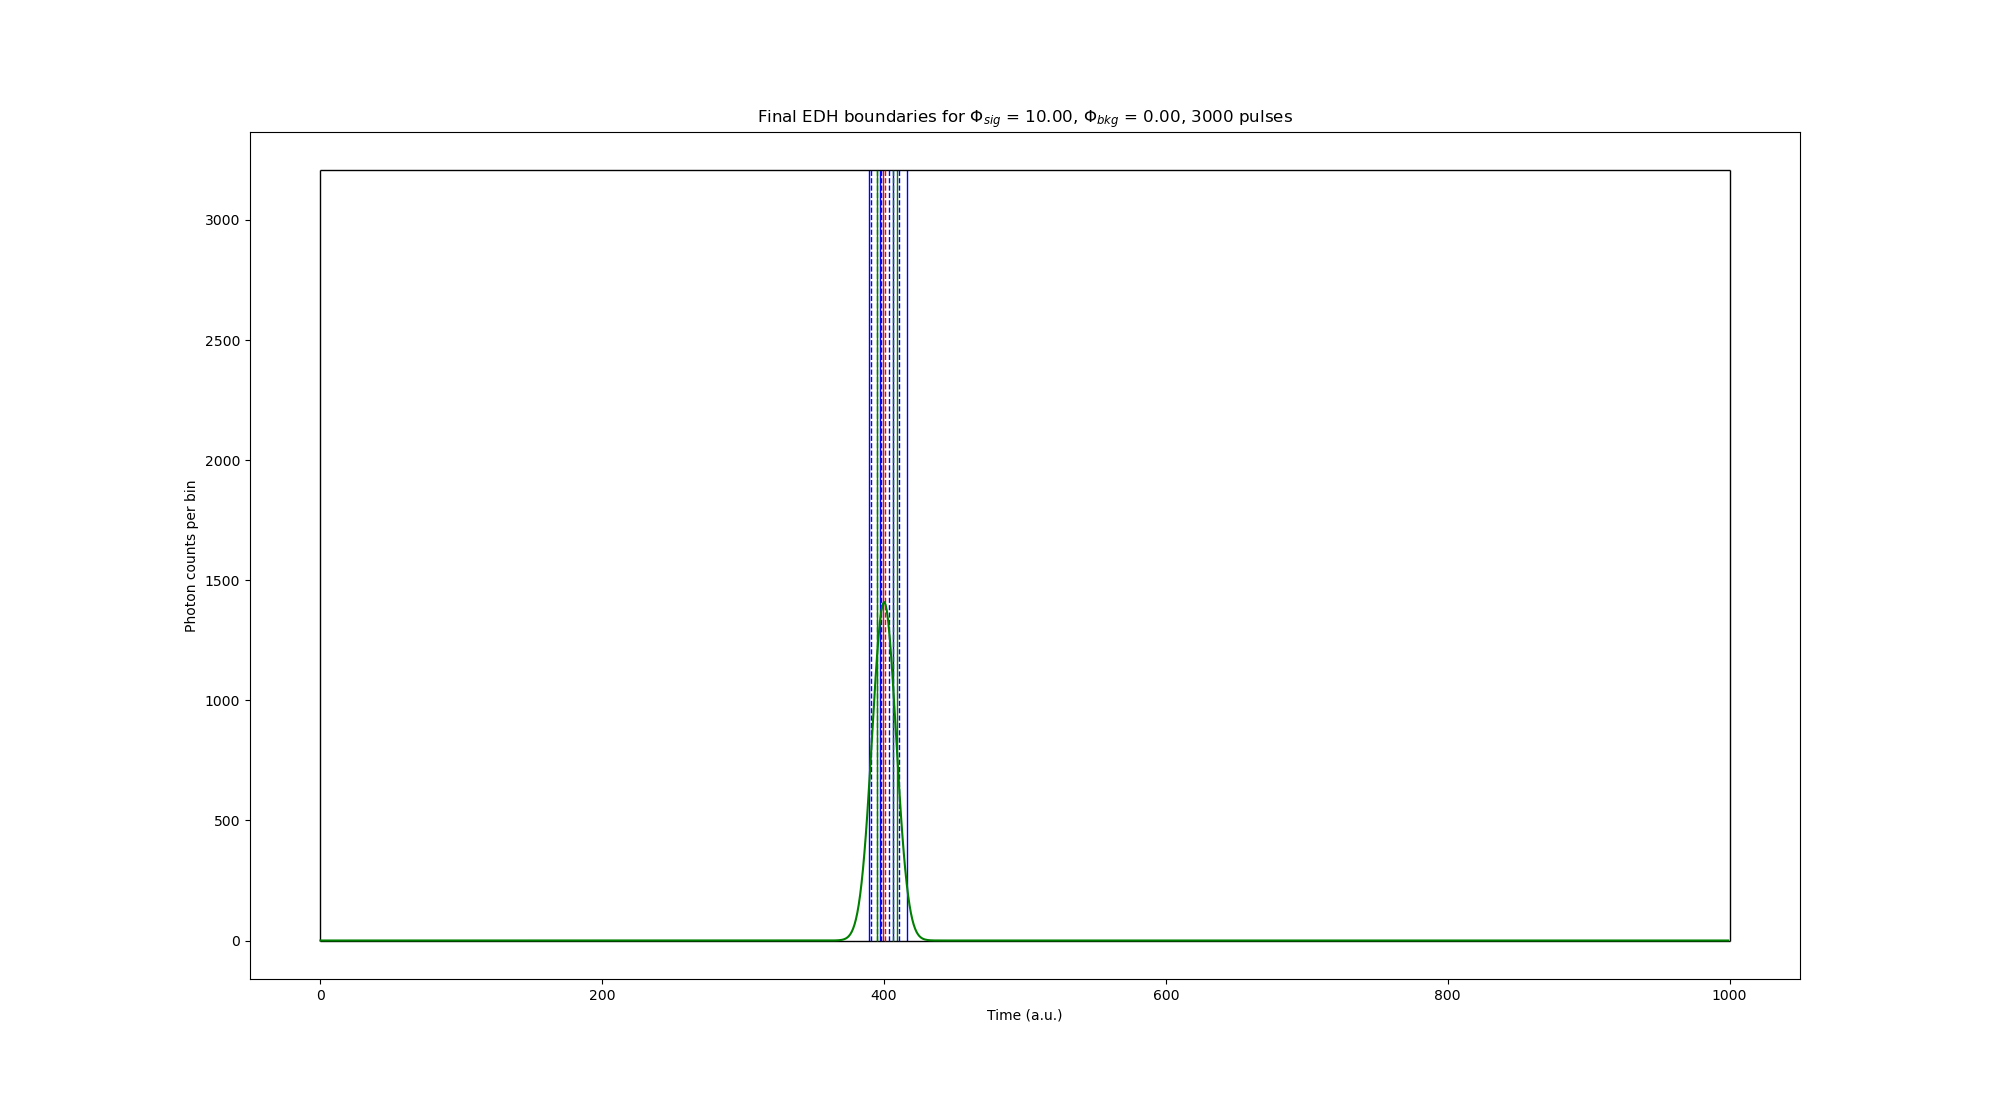 Final EDH boundaries for Φsig = 10.00, Φbkg = 0.00, 3000 pulses
Photon counts per bin
3000
2500
2000
1500
1000
500
0
0 200 400 600 800 1000
Time (a.u.)